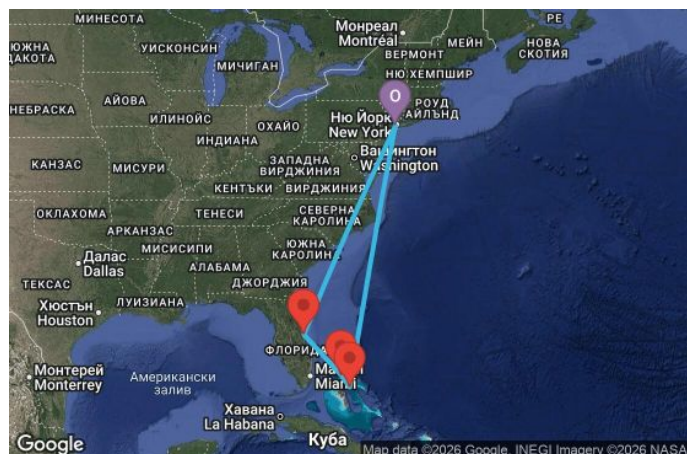 МИНЕСОТА
Монреал
Montréal
РЕ
МЕЙН
НОВА
СКОТИЯ
ВЕРМОНТ
ЮЖНА
ДАКОТА
УИСКОНСИН
МИЧИГАН
НЮ ХЕМПШИР
O
РОУД
АЙЛЪНД
НЕБРАСКА
АЙОВА
ИЛИНОЙС
ОХАЙО
Ню Йорк
New York
ИНДИАНА
Вашингтон
Washington
КАНЗАС
МИСУРИ
ЗАПАДНА
ВИРДЖИНИЯ
КЕНТЪКИ
ВИРДЖИНИЯ
ОКЛАХОМА
ТЕНЕСИ
СЕВЕРНА
КАРОЛИНА
АРКАНЗАС
МИСИСИПИ
ЮЖНА
КАРОЛИН
Далас
Dallas
АЛАБАМА
ДЖОРДЖИЯ
ТЕКСАС
Хюстън
Houston
ЛУИЗИАНА
ФЛОРИДА
Miami
Монтерей
Monterrey
Американски
залив
Хавана
La Habana
Куба
Google
Map data ©2026 Google, INEGI Imagery ©2026 NASA